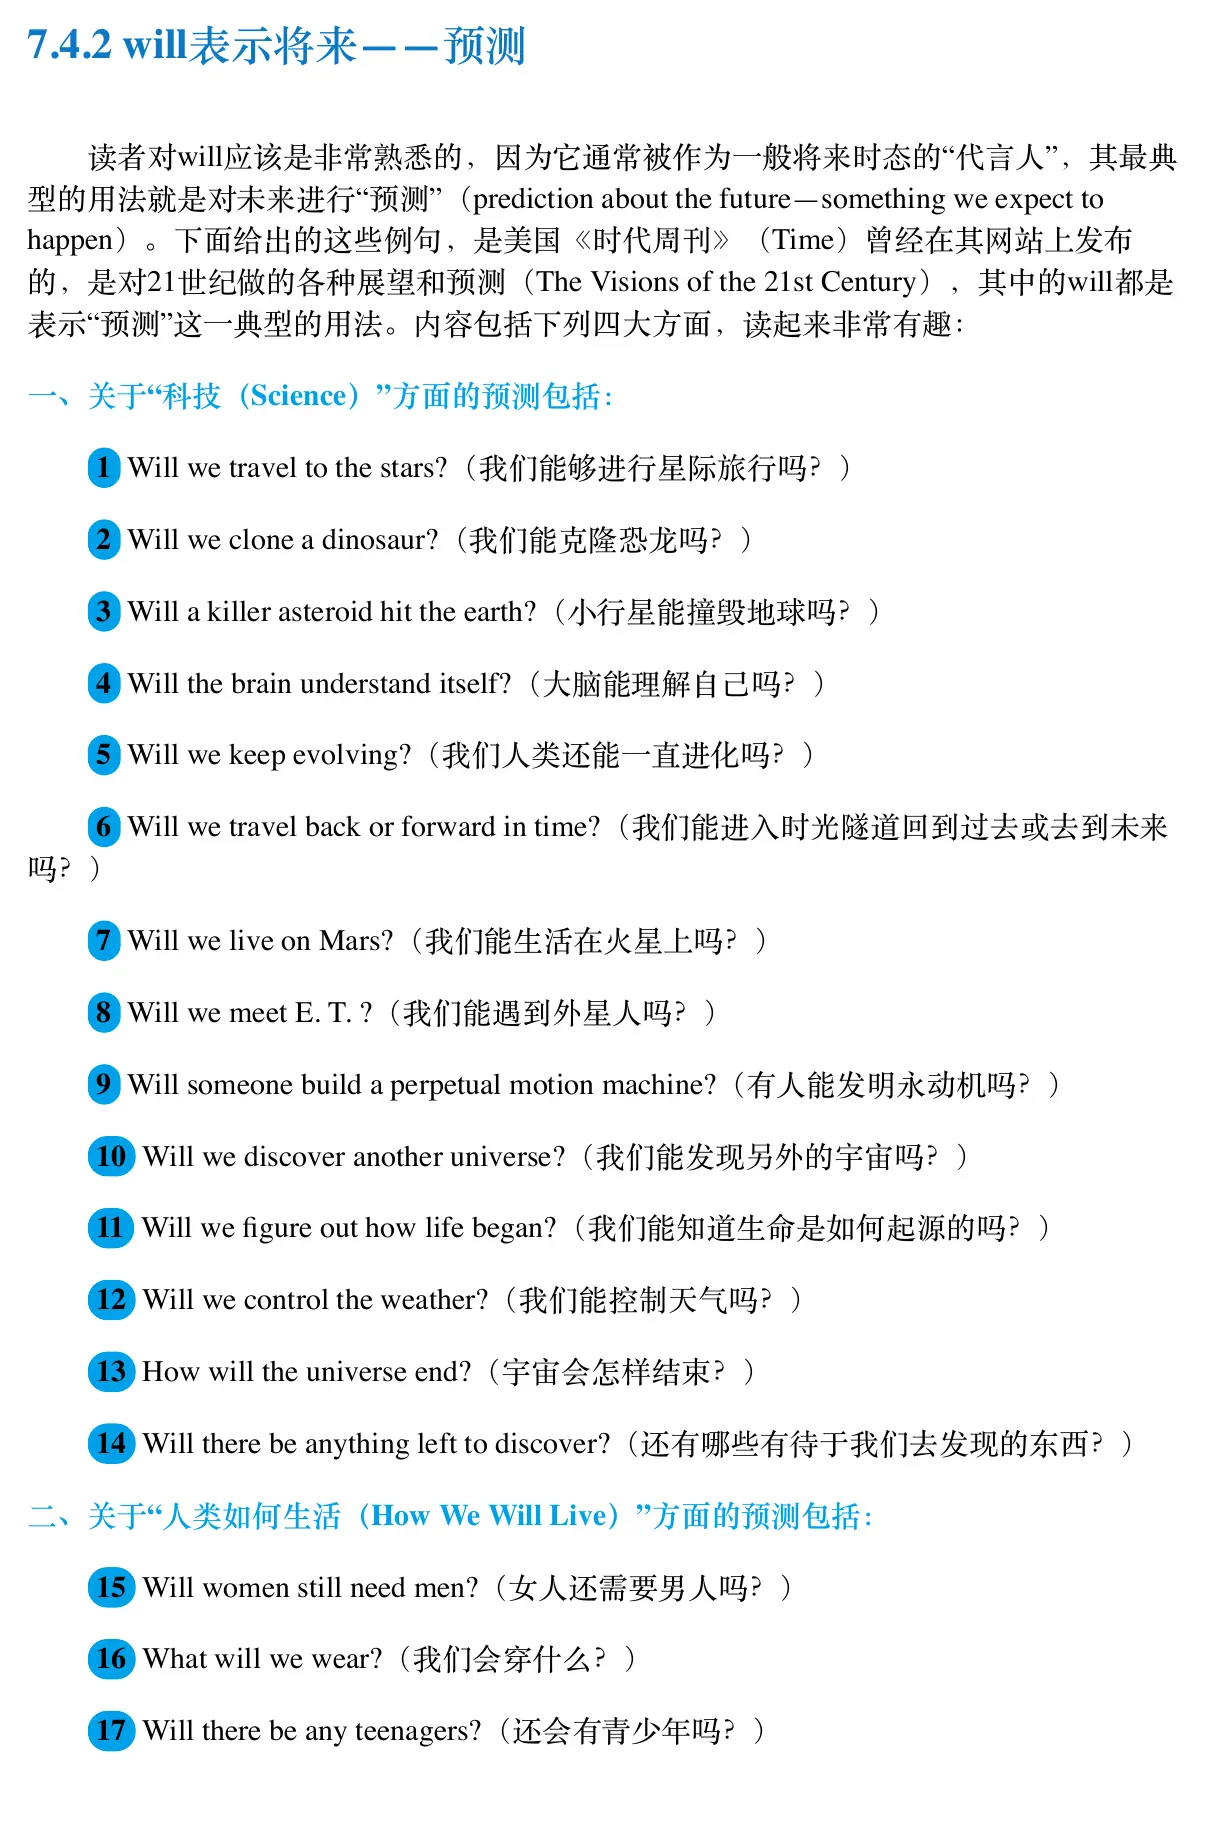 7.4.2 will表示将来——预测
读者对will应该是非常熟悉的，因为它通常被作为一般将来时态的“代言人”，其最典
型的用法就是对未来进行“预测”（prediction about the future—something we expect to
happen）。下面给出的这些例句，是美国《时代周刊》（Time）曾经在其网站上发布
的，是对21世纪做的各种展望和预测（The Visions of the 21st Century），其中的will都是
表示“预测”这一典型的用法。内容包括下列四大方面，读起来非常有趣：
一、关于“科技（Science）”方面的预测包括：
1 Will we travel to the stars?（我们能够进行星际旅行吗？）
2 Will we clone a dinosaur?（我们能克隆恐龙吗？）
3 Will a killer asteroid hit the earth?（小行星能撞毁地球吗？）
4 Will the brain understand itself?（大脑能理解自己吗？）
5 Will we keep evolving?（我们人类还能一直进化吗？）
6 Will we travel back or forward in time?（我们能进入时光隧道回到过去或去到未来
吗？）
7 Will we live on Mars?（我们能生活在火星上吗？）
8 Will we meet E. T. ?（我们能遇到外星人吗？）
9 Will someone build a perpetual motion machine?（有人能发明永动机吗？）
10 Will we discover another universe?（我们能发现另外的宇宙吗？）
11 Will we figure out how life began?（我们能知道生命是如何起源的吗？）
12 Will we control the weather?（我们能控制天气吗？）
13 How will the universe end?（宇宙会怎样结束？）
14 Will there be anything left to discover?（还有哪些有待于我们去发现的东西？）
二、关于“人类如何生活（How We Will Live）”方面的预测包括：
15 Will women still need men?（女人还需要男人吗？）
16 What will we wear?（我们会穿什么？）
17 Will there be any teenagers?（还会有青少年吗？）